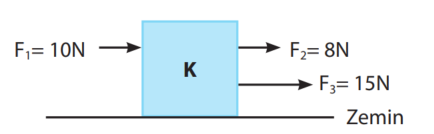 F₁= 10N
K
F₂= 8N
F₃= 15N
Zemin